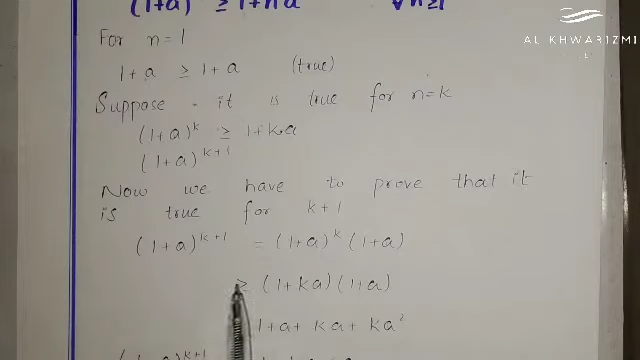 (1+a) ≥ 1+na ∀ n≥1
AL KHWARIZMI
For n=1
1+a ≥ 1+a (true)
Suppose it is true for n=k
(1+a)^k ≥ 1+k.a
(1+a)^{k+1}
Now we have to prove that it
is true for k+1
(1+a)^{k+1} = (1+a)^k (1+a)
≥ (1+ka)(1+a)
1+a+ka+ka²
(1+a)^{k+1}